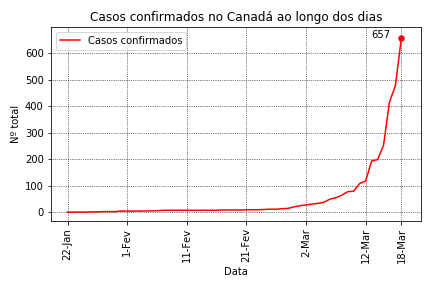 Casos confirmados no Canadá ao longo dos dias
657
Casos confirmados
600
500
400
300
200
100
0
Nº total
22-Jan
1-Fev
11-Fev
21-Fev
2-Mar
12-Mar
18-Mar
Data